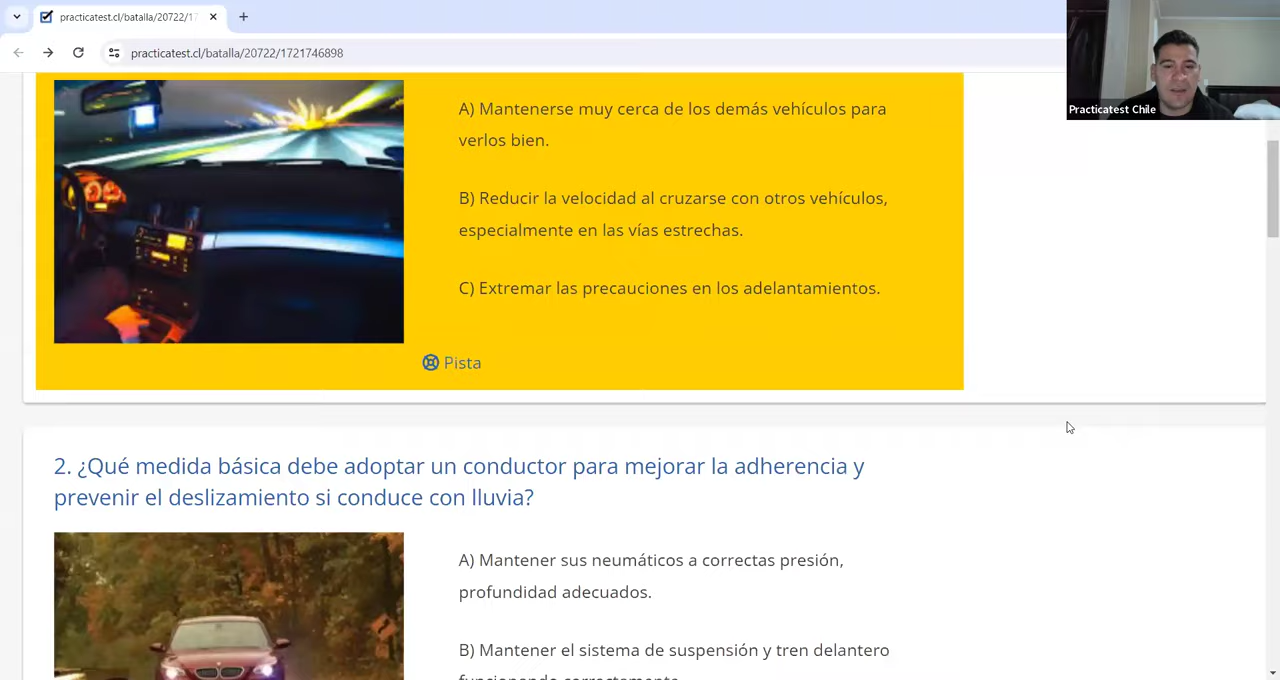 practicatest.cl/batalla/20722/17
practicatest.cl/batalla/20722/1721746898
Practicatest Chile
A) Mantenerse muy cerca de los demás vehículos para
verlos bien.
B) Reducir la velocidad al cruzarse con otros vehículos,
especialmente en las vías estrechas.
C) Extremar las precauciones en los adelantamientos.
Pista
2. ¿Qué medida básica debe adoptar un conductor para mejorar la adherencia y
prevenir el deslizamiento si conduce con lluvia?
A) Mantener sus neumáticos a correctas presión,
profundidad adecuados.
B) Mantener el sistema de suspensión y tren delantero
funcionando correctamente.